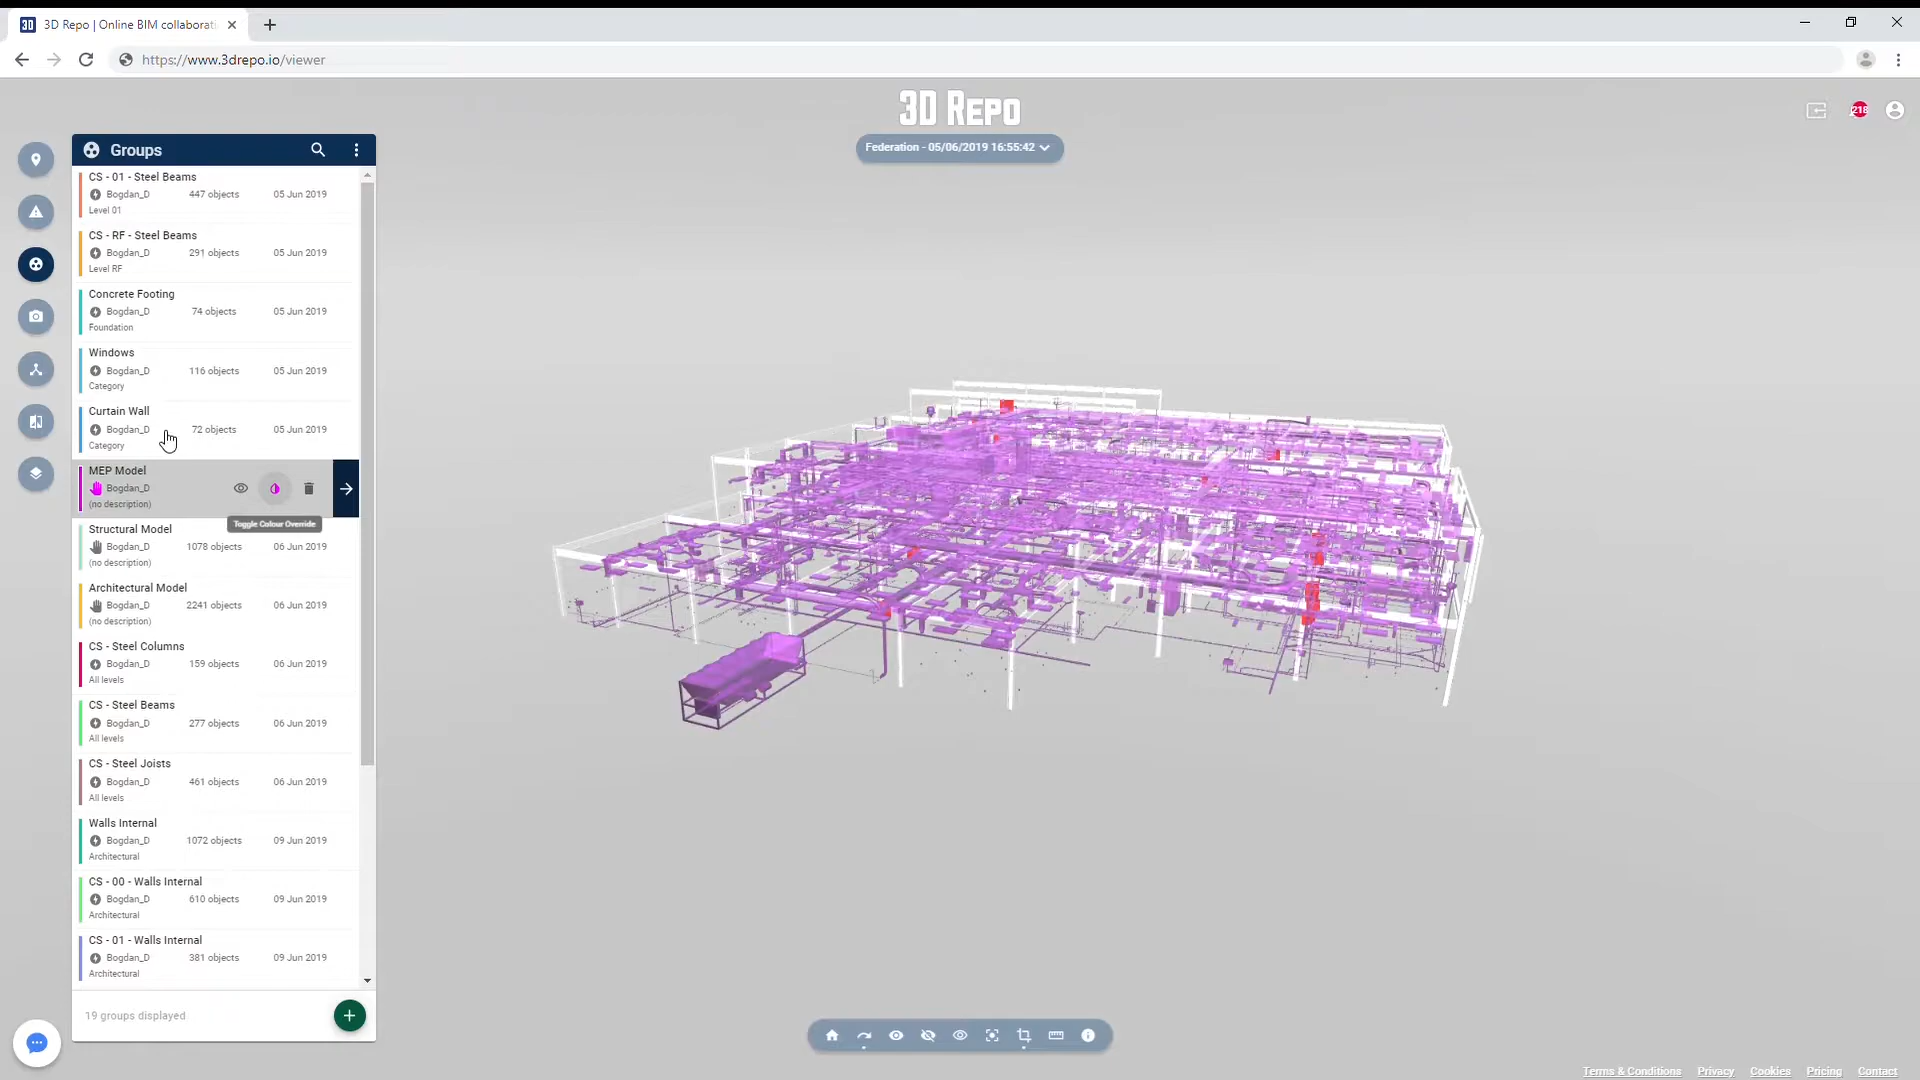 3D 3D Repo | Online BIM collaborati
https://www.3drepo.io/viewer
3D REPO
Federation - 05/06/2019 16:55:42
218
Groups
CS - 01 - Steel Beams
Bogdan_D 447 objects 05 Jun 2019
Level 01
CS - RF - Steel Beams
Bogdan_D 291 objects 05 Jun 2019
Level RF
Concrete Footing
Bogdan_D 74 objects 05 Jun 2019
Foundation
Windows
Bogdan_D 116 objects 05 Jun 2019
Category
Curtain Wall
Bogdan_D 72 objects 05 Jun 2019
Category
MEP Model
Bogdan_D
(no description)
Toggle Colour Override
Structural Model
Bogdan_D 1078 objects 06 Jun 2019
(no description)
Architectural Model
Bogdan_D 2241 objects 06 Jun 2019
(no description)
CS - Steel Columns
Bogdan_D 159 objects 06 Jun 2019
All levels
CS - Steel Beams
Bogdan_D 277 objects 06 Jun 2019
All levels
CS - Steel Joists
Bogdan_D 461 objects 06 Jun 2019
All levels
Walls Internal
Bogdan_D 1072 objects 09 Jun 2019
Architectural
CS - 00 - Walls Internal
Bogdan_D 610 objects 09 Jun 2019
Architectural
CS - 01 - Walls Internal
Bogdan_D 381 objects 09 Jun 2019
Architectural
19 groups displayed
Terms & Conditions Privacy Cookies Pricing Contact